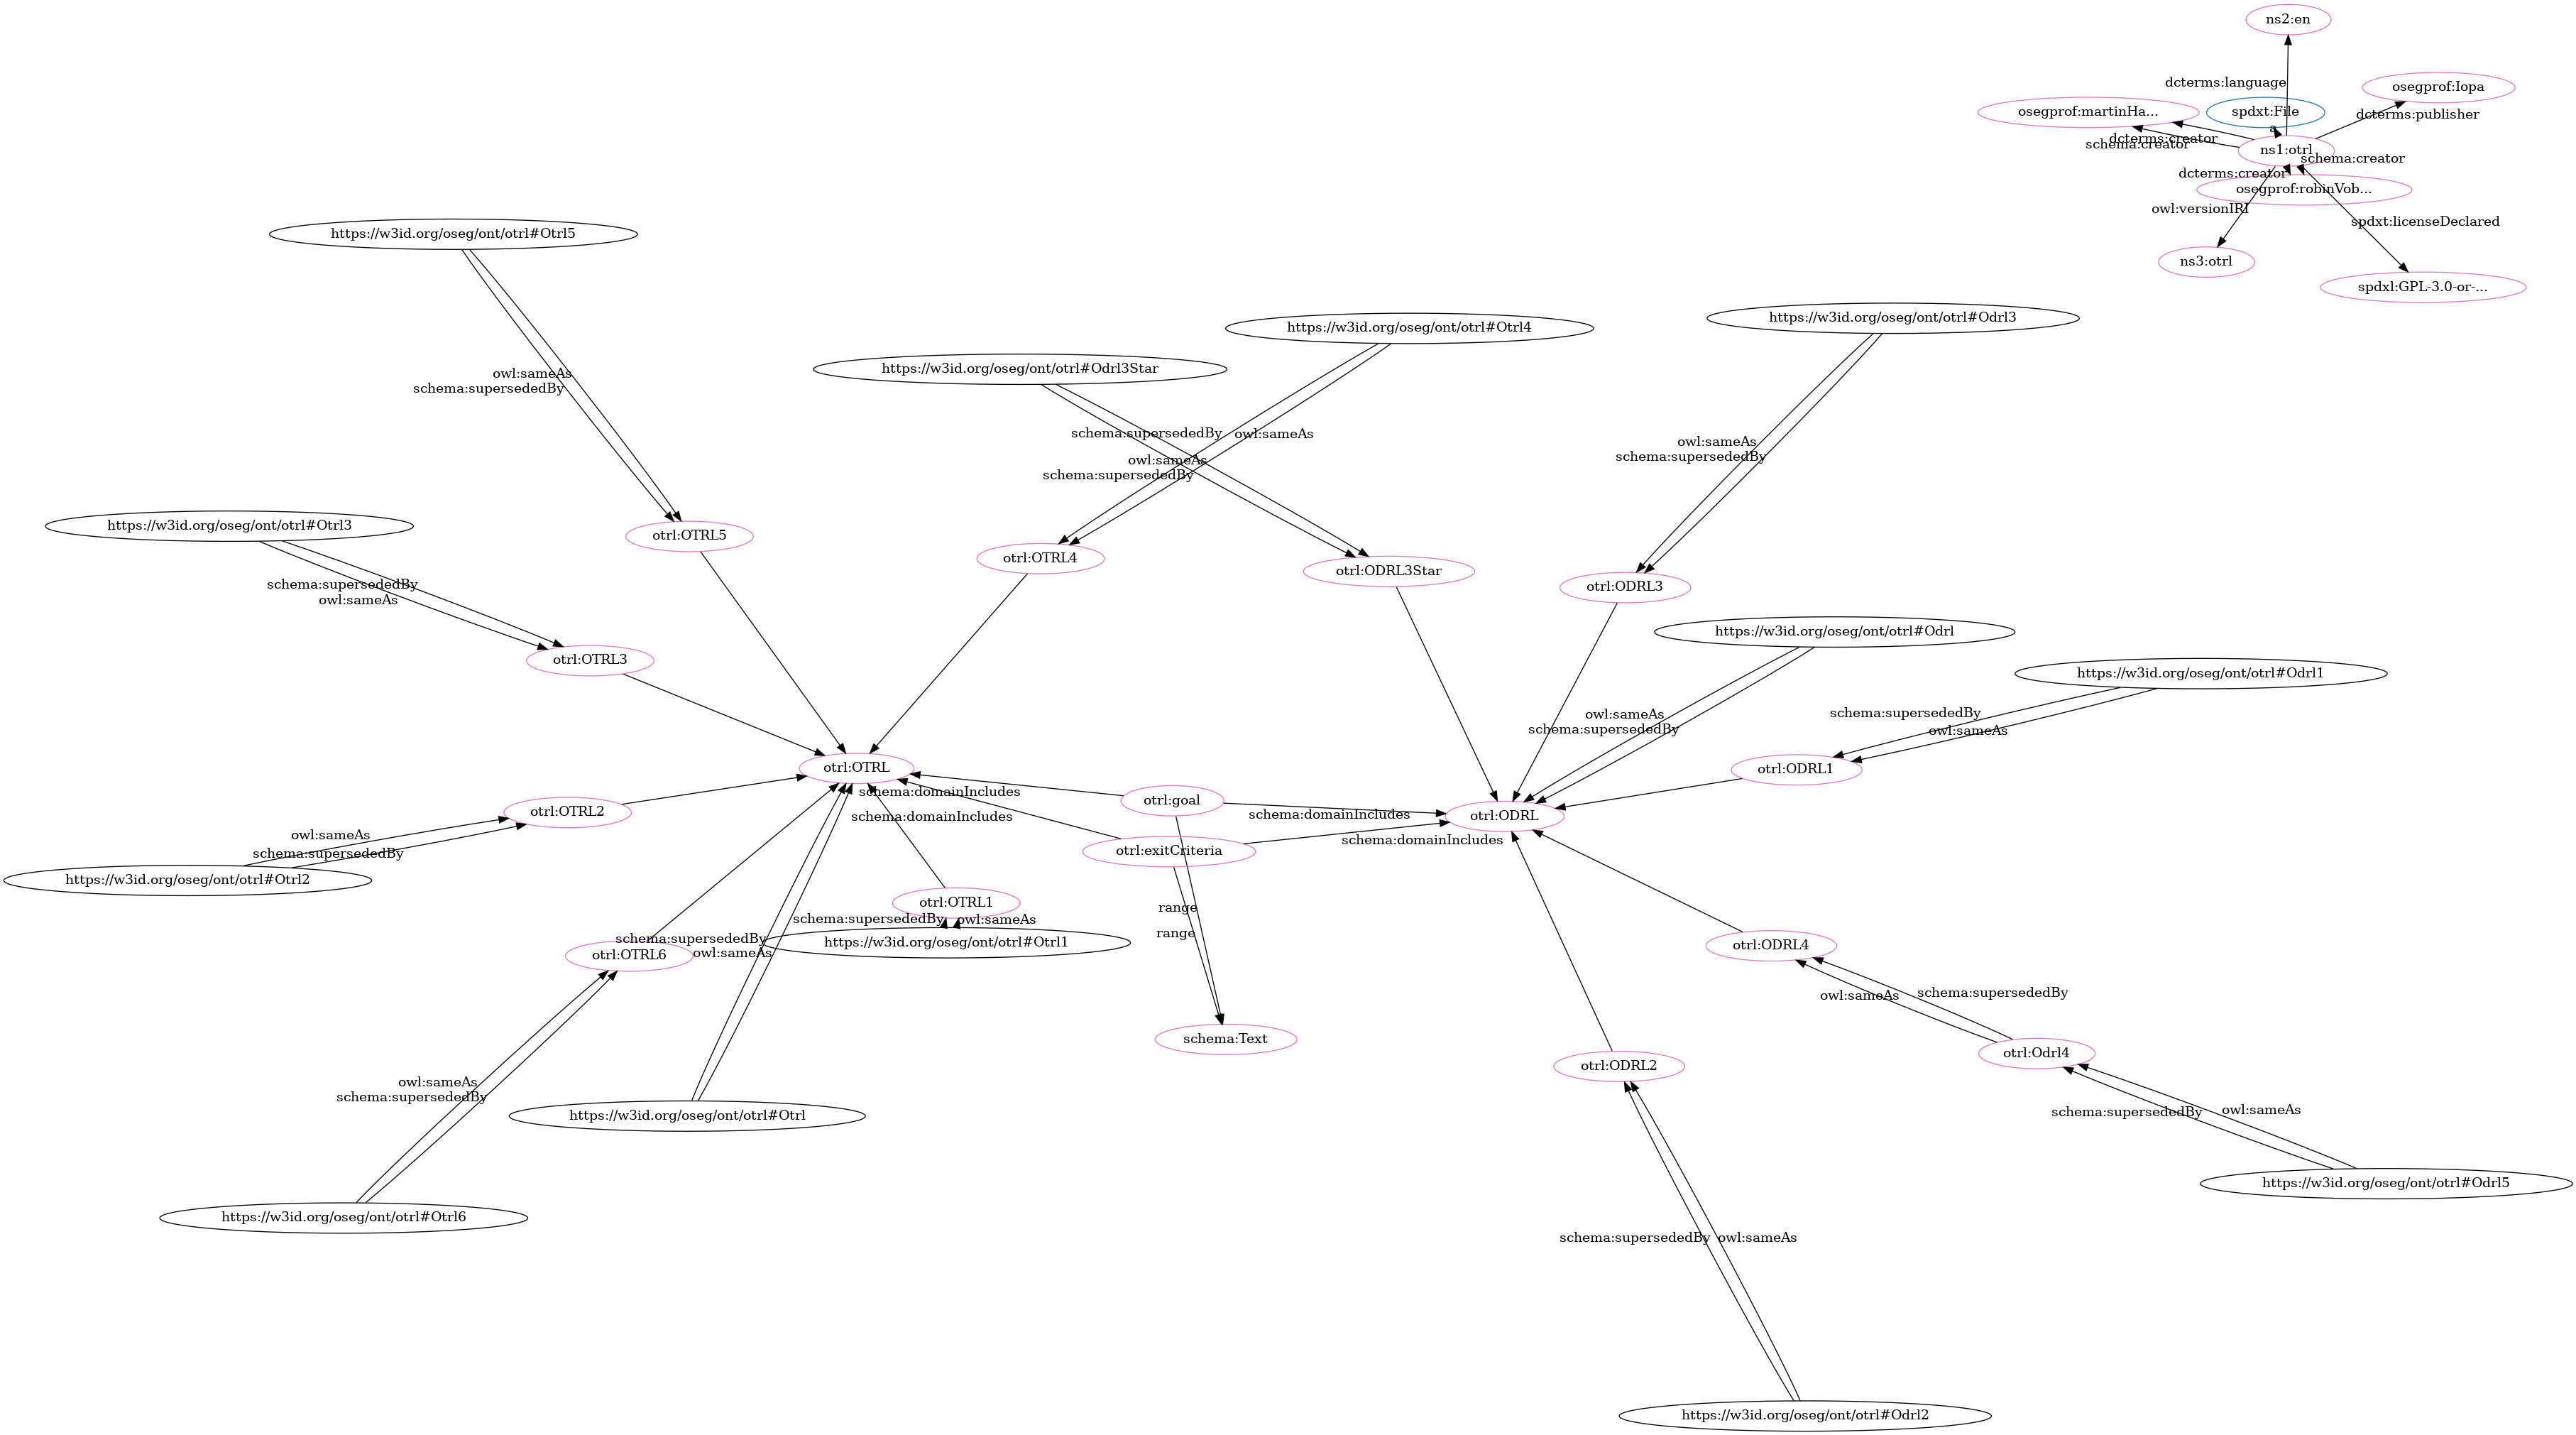 ns2:en
dcterms:language
osegprof:Iopa
osegprof:martinHa...
spdxt:File
dcterms:publisher
a
dcterms:creator
schema:creator
ns1:otrl
schema:creator
dcterms:creator
osegprof:robinVob...
owl:versionIRI
spdxt:licenseDeclared
ns3:otrl
spdxl:GPL-3.0-or-...
https://w3id.org/oseg/ont/otrl#Otrl5
https://w3id.org/oseg/ont/otrl#Odrl3
https://w3id.org/oseg/ont/otrl#Otrl4
https://w3id.org/oseg/ont/otrl#Odrl3Star
owl:sameAs
schema:supersededBy
schema:supersededBy
owl:sameAs
owl:sameAs
schema:supersededBy
owl:sameAs
schema:supersededBy
https://w3id.org/oseg/ont/otrl#Otrl3
otrl:OTRL5
otrl:OTRL4
otrl:ODRL3Star
otrl:ODRL3
schema:supersededBy
owl:sameAs
https://w3id.org/oseg/ont/otrl#Odrl
otrl:OTRL3
https://w3id.org/oseg/ont/otrl#Odrl1
owl:sameAs
schema:supersededBy
schema:supersededBy
owl:sameAs
otrl:OTRL
otrl:ODRL1
schema:domainIncludes
otrl:goal
otrl:OTRL2
schema:domainIncludes
schema:domainIncludes
otrl:ODRL
owl:sameAs
schema:supersededBy
otrl:exitCriteria
schema:domainIncludes
https://w3id.org/oseg/ont/otrl#Otrl2
otrl:OTRL1
range
schema:supersededBy
owl:sameAs
range
schema:supersededBy
owl:sameAs
https://w3id.org/oseg/ont/otrl#Otrl1
otrl:ODRL4
otrl:OTRL6
owl:sameAs
schema:supersededBy
schema:Text
otrl:Odrl4
otrl:ODRL2
owl:sameAs
schema:supersededBy
https://w3id.org/oseg/ont/otrl#Otrl
schema:supersededBy
owl:sameAs
https://w3id.org/oseg/ont/otrl#Odrl5
https://w3id.org/oseg/ont/otrl#Otrl6
schema:supersededBy
owl:sameAs
https://w3id.org/oseg/ont/otrl#Odrl2